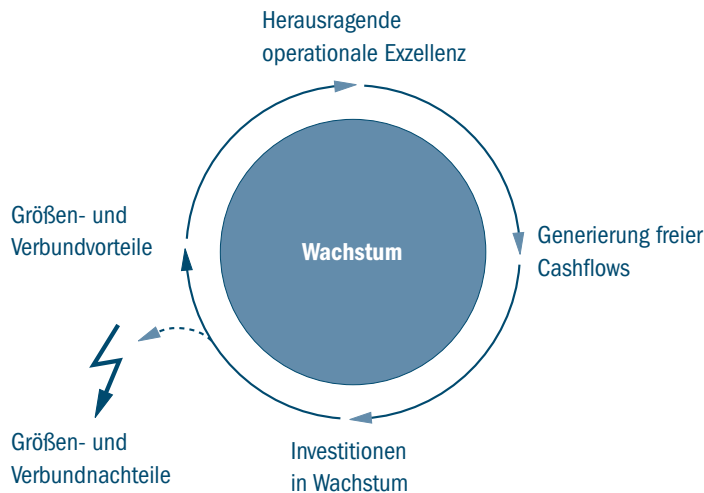 Herausragende
operationale Exzellenz
Größen- und
Verbundvorteile
Wachstum
Generierung freier
Cashflows
Größen- und
Verbundnachteile
Investitionen
in Wachstum